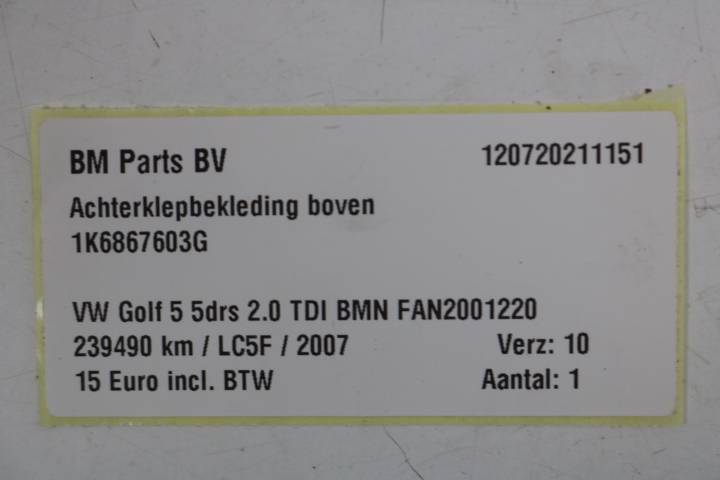 BM Parts BV 120720211151
Achterklepbekleding boven
1K6867603G
VW Golf 5 5drs 2.0 TDI BMN FAN2001220
239490 km / LC5F / 2007 Verz: 10
15 Euro incl. BTW Aantal: 1